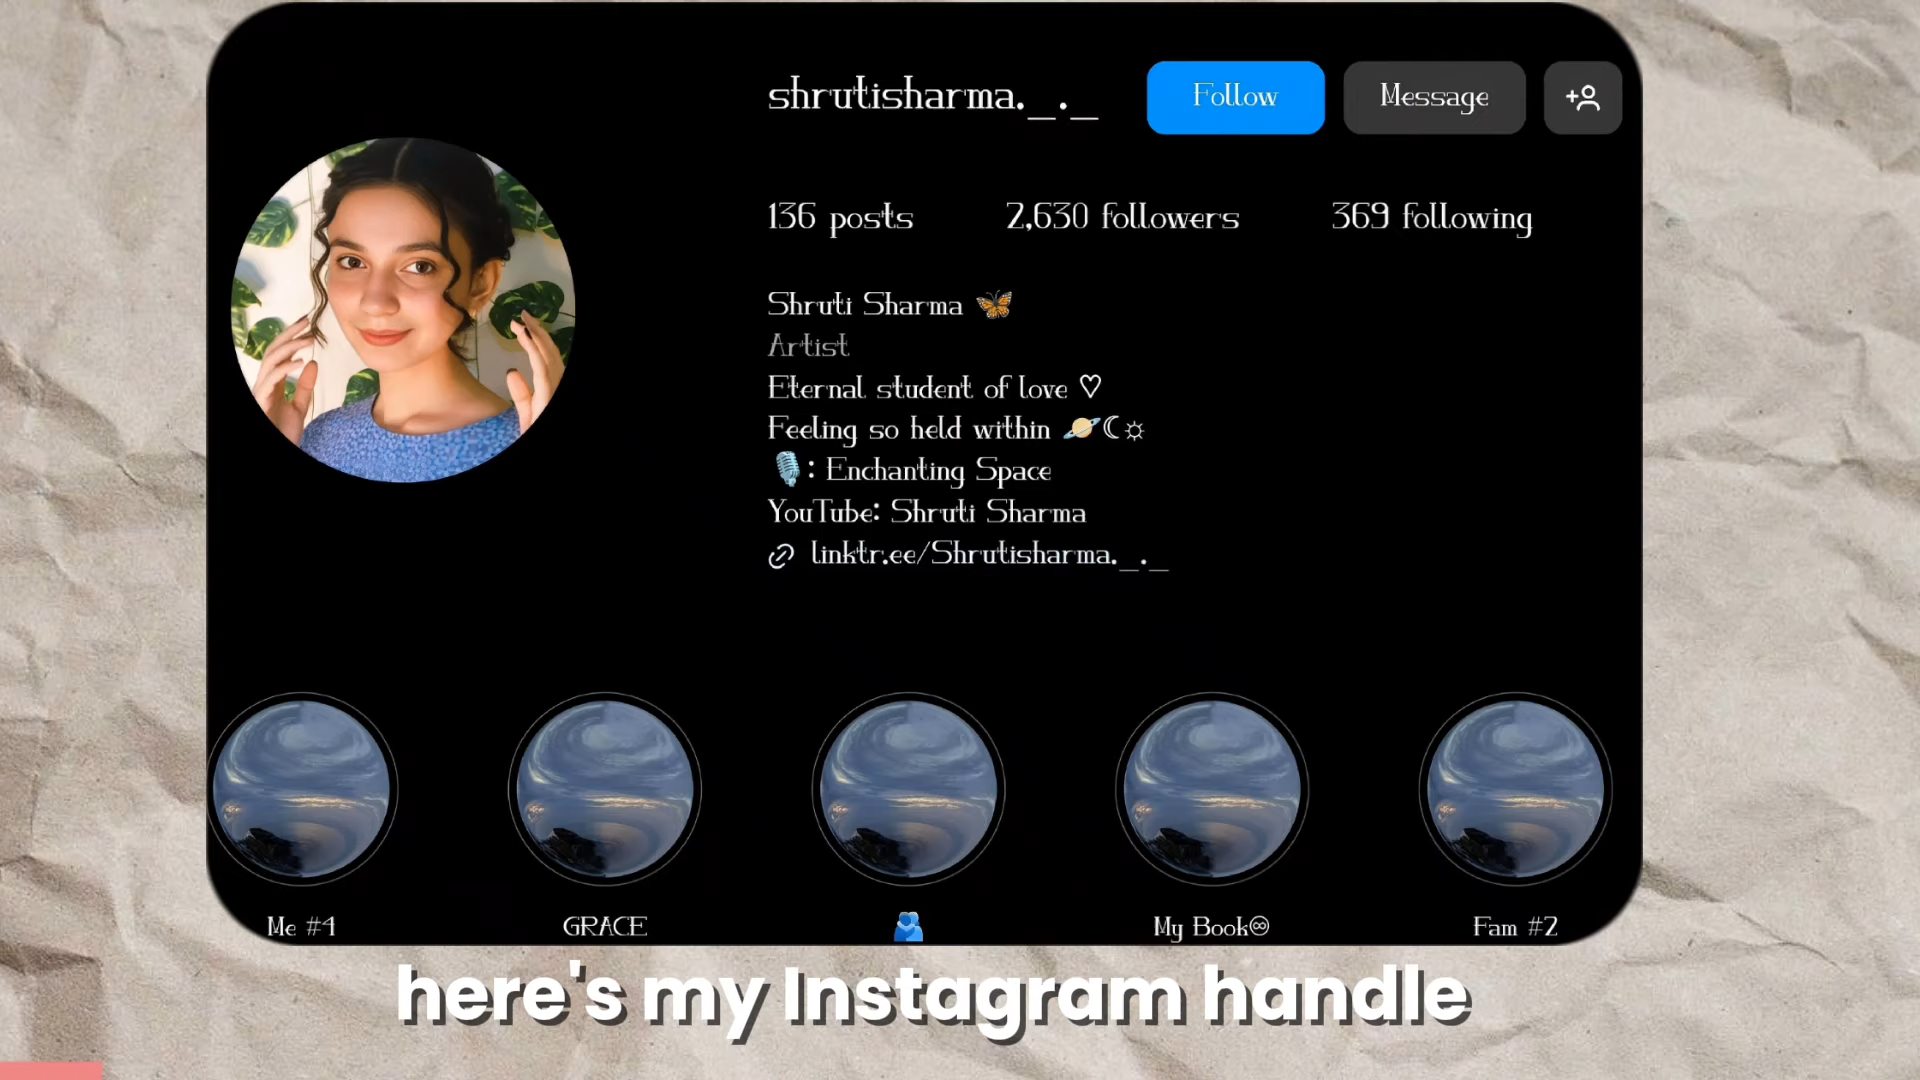 shrutisharma._._
Follow
Message
136 posts
2,630 followers
369 following
Shruti Sharma 🦋
Artist
Eternal student of love ♡
Feeling so held within 🪐☾☼
🎙️: Enchanting Space
YouTube: Shruti Sharma
linktr.ee/Shrutisharma._._
Me #4
GRACE
🫂
My Book♾
Fam #2
here's my Instagram handle